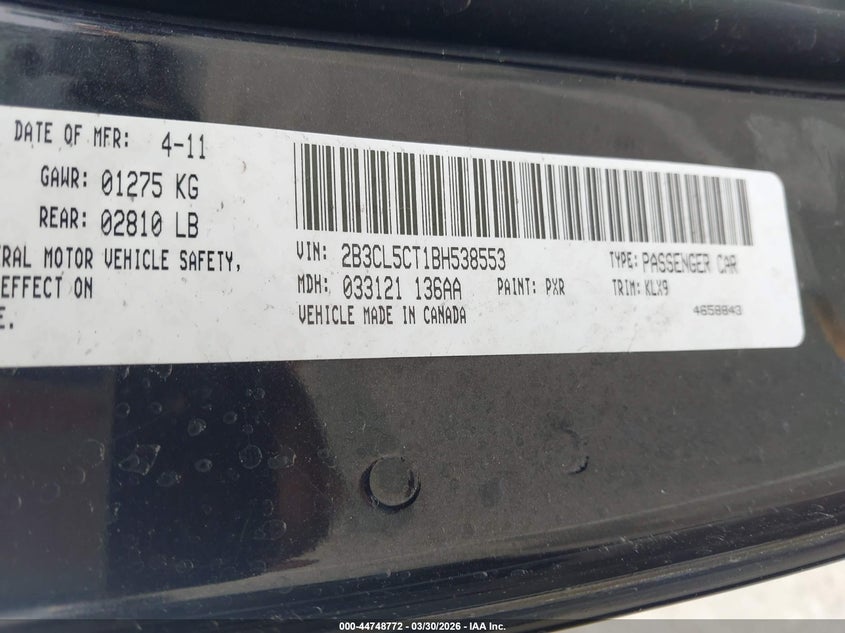 DATE OF MFR: 4-11
GAWR: 01275 KG
REAR: 02810 LB
ERAL MOTOR VEHICLE SAFETY,
EFFECT ON
E.
VIN: 2B3CL5CT1BH538553
TYPE: PASSENGER CAR
MDH: 033121 136AA
PAINT: PXR
TRIM: KLX9
VEHICLE MADE IN CANADA
4658843
000-44748772 — 03/30/2026 — IAA Inc.